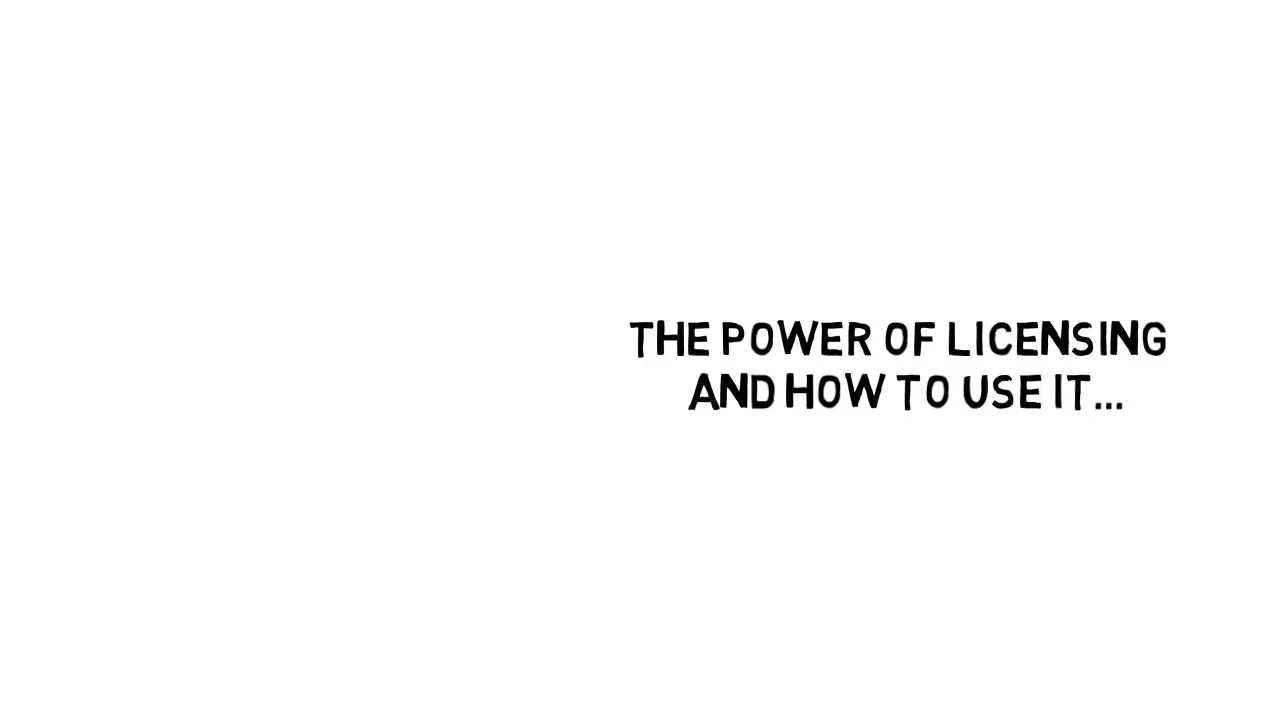 THE POWER OF LICENSING
AND HOW TO USE IT...